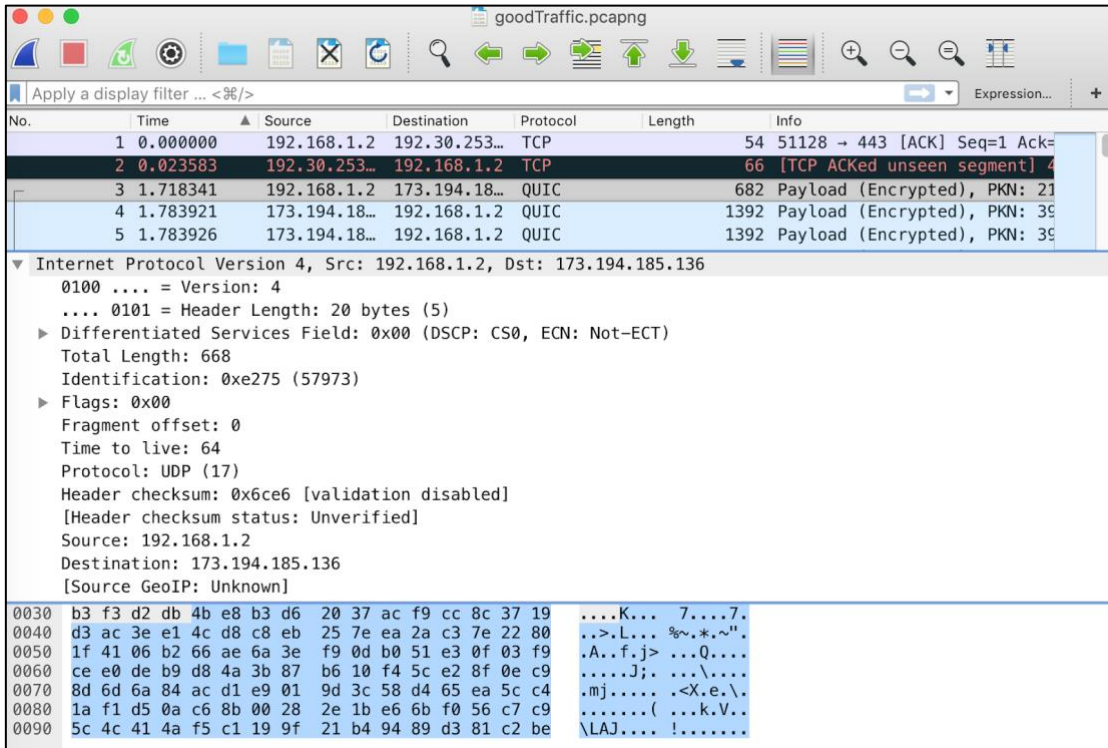 goodTraffic.pcapng
Apply a display filter ... <⌘/>
Expression...
+
No. Time Source Destination Protocol Length Info
1 0.000000 192.168.1.2 192.30.253… TCP 54 51128 → 443 [ACK] Seq=1 Ack=
2 0.023583 192.30.253… 192.168.1.2 TCP 66 [TCP ACKed unseen segment] 4
3 1.718341 192.168.1.2 173.194.18… QUIC 682 Payload (Encrypted), PKN: 21
4 1.783921 173.194.18… 192.168.1.2 QUIC 1392 Payload (Encrypted), PKN: 39
5 1.783926 173.194.18… 192.168.1.2 QUIC 1392 Payload (Encrypted), PKN: 39
Internet Protocol Version 4, Src: 192.168.1.2, Dst: 173.194.185.136
0100 .... = Version: 4
.... 0101 = Header Length: 20 bytes (5)
Differentiated Services Field: 0x00 (DSCP: CS0, ECN: Not-ECT)
Total Length: 668
Identification: 0xe275 (57973)
Flags: 0x00
Fragment offset: 0
Time to live: 64
Protocol: UDP (17)
Header checksum: 0x6ce6 [validation disabled]
[Header checksum status: Unverified]
Source: 192.168.1.2
Destination: 173.194.185.136
[Source GeoIP: Unknown]
0030 b3 f3 d2 db 4b e8 b3 d6 20 37 ac f9 cc 8c 37 19 ....K... 7....7.
0040 d3 ac 3e e1 4c d8 c8 eb 25 7e ea 2a c3 7e 22 80 ..>.L... %~.*.~".
0050 1f 41 06 b2 66 ae 6a 3e f9 0d b0 51 e3 0f 03 f9 .A..f.j> ...Q....
0060 ce e0 de b9 d8 4a 3b 87 b6 10 f4 5c e2 8f 0e c9 .....J;. ...\....
0070 8d 6d 6a 84 ac d1 e9 01 9d 3c 58 d4 65 ea 5c c4 .mj..... .<X.e.\.
0080 1a f1 d5 0a c6 8b 00 28 2e 1b e6 6b f0 56 c7 c9 .......( ...k.V..
0090 5c 4c 41 4a f5 c1 19 9f 21 b4 94 89 d3 81 c2 be \LAJ.... !.......